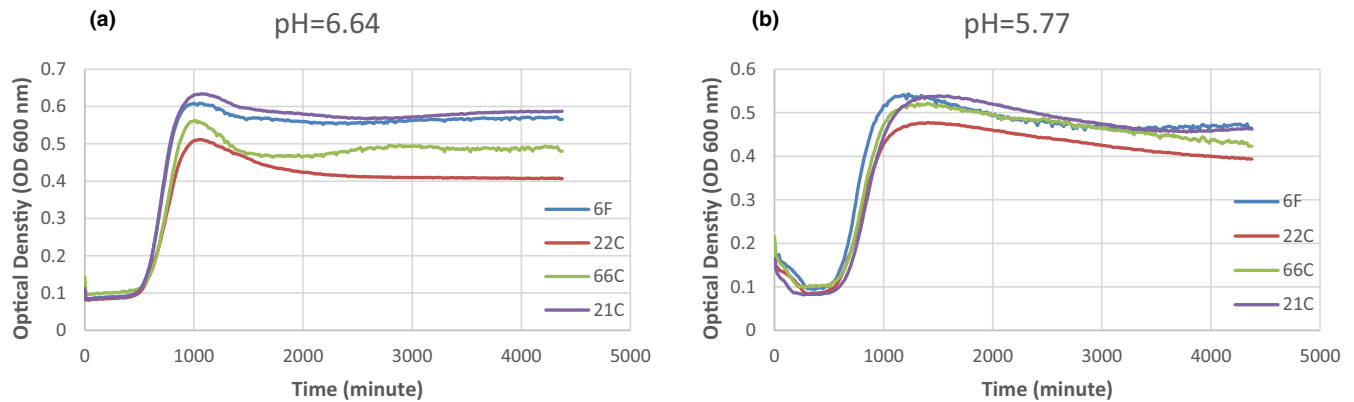 (a)
pH=6.64
Optical Denstiy (OD 600 nm)
0.7
0.6
0.5
0.4
0.3
0.2
0.1
0
0 1000 2000 3000 4000 5000
Time (minute)
6F
22C
66C
21C
(b)
pH=5.77
Optical Density (OD 600 nm)
0.6
0.5
0.4
0.3
0.2
0.1
0
0 1000 2000 3000 4000 5000
Time (minute)
6F
22C
66C
21C